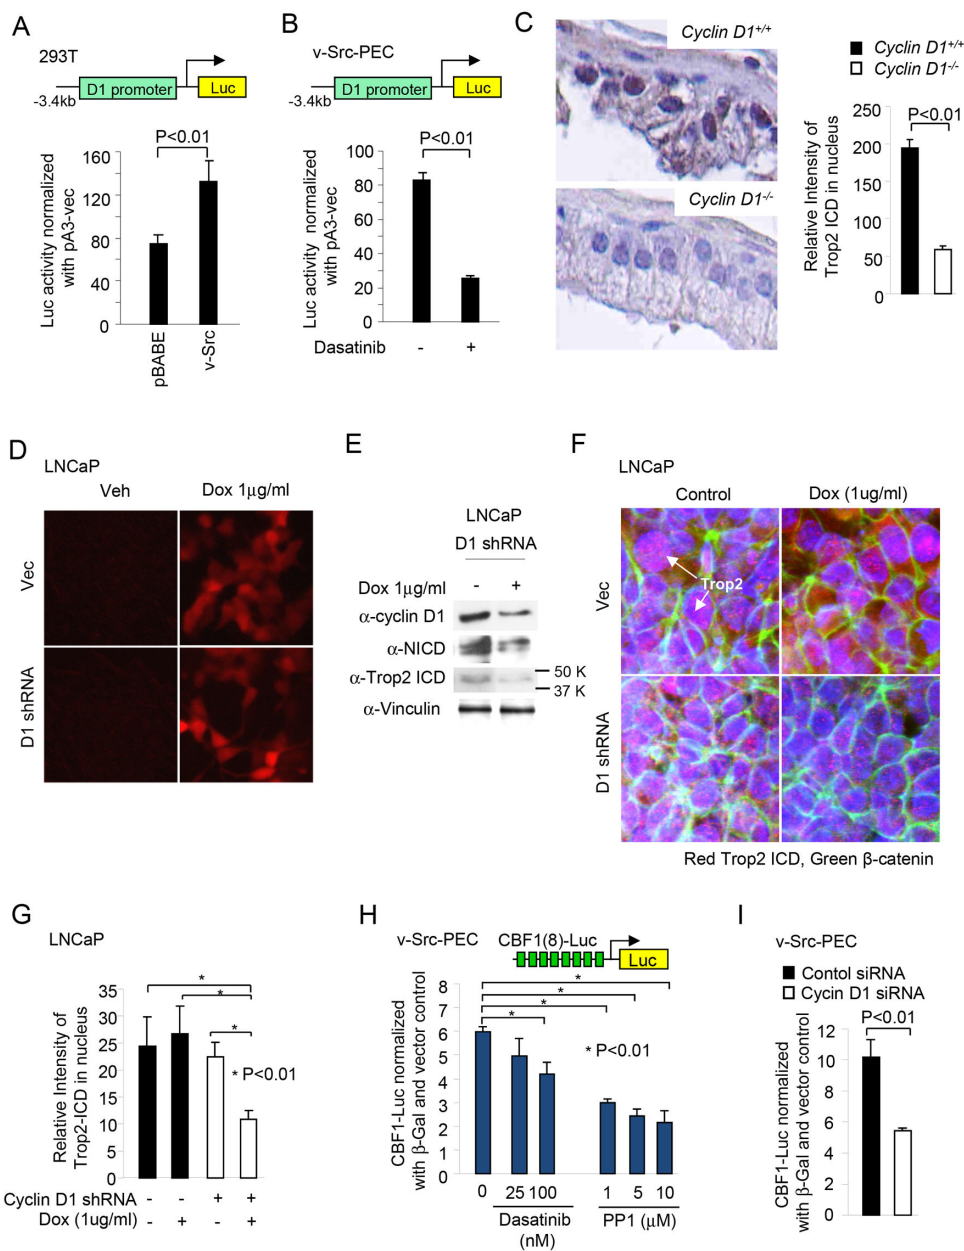 A
293T
D1 promoter
Luc
-3.4kb
P<0.01
Luc activity normalized
with pA3-vec
160
120
80
40
0
pBABE
v-Src
B
v-Src-PEC
D1 promoter
Luc
-3.4kb
P<0.01
Luc activity normalized
with pA3-vec
100
80
60
40
20
0
Dasatinib - +
C
Cyclin D1+/+
Cyclin D1-/-
Cyclin D1+/+
Cyclin D1-/-
P<0.01
Relative Intensity of
Trop2 ICD in nucleus
250
200
150
200
50
0
D
LNCaP
Veh
Dox 1μg/ml
Vec
D1 shRNA
E
LNCaP
D1 shRNA
Dox 1μg/ml - +
α-cyclin D1
α-NICD
α-Trop2 ICD
50 K
37 K
α-Vinculin
F
LNCaP
Control
Dox (1ug/ml)
Vec
Trop2
D1 shRNA
Red Trop2 ICD, Green β-catenin
G
LNCaP
Relative Intensity of
Trop2-ICD in nucleus
35
30
25
20
15
10
5
0
*
*
*
* P<0.01
Cyclin D1 shRNA - - + +
Dox (1ug/ml) - + - +
H
v-Src-PEC
CBF1(8)-Luc
Luc
CBF1-Luc normalized
with β-Gal and vector control
8
7
6
5
4
3
2
1
0
*
*
*
*
* P<0.01
0 25 100 1 5 10
Dasatinib
(nM)
PP1 (μM)
I
v-Src-PEC
Contol siRNA
Cycin D1 siRNA
P<0.01
CBF1-Luc normalized
with β-Gal and vector control
12
10
8
6
4
2
0